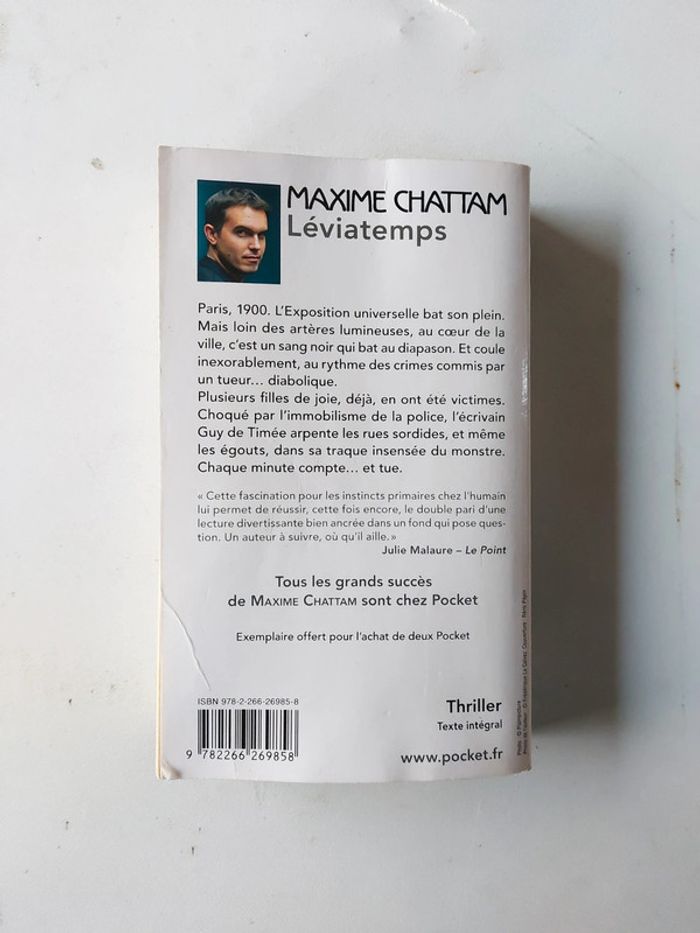 MAXIME CHATTAM
Léviatemps
Paris, 1900. L'Exposition universelle bat son plein.
Mais loin des artères lumineuses, au cœur de la
ville, c'est un sang noir qui bat au diapason. Et coule
inexorablement, au rythme des crimes commis par
un tueur… diabolique.
Plusieurs filles de joie, déjà, en ont été victimes.
Choqué par l'immobilisme de la police, l'écrivain
Guy de Timée arpente les rues sordides, et même
les égouts, dans sa traque insensée du monstre.
Chaque minute compte… et tue.
« Cette fascination pour les instincts primaires chez l'humain
lui permet de réussir, cette fois encore, le double pari d'une
lecture divertissante bien ancrée dans un fond qui pose ques-
tion. Un auteur à suivre, où qu'il aille. »
Julie Malaure – Le Point
Tous les grands succès
de MAXIME CHATTAM sont chez Pocket
Exemplaire offert pour l'achat de deux Pocket
ISBN 978-2-266-26985-8
9 782266 269858
Thriller
Texte intégral
www.pocket.fr